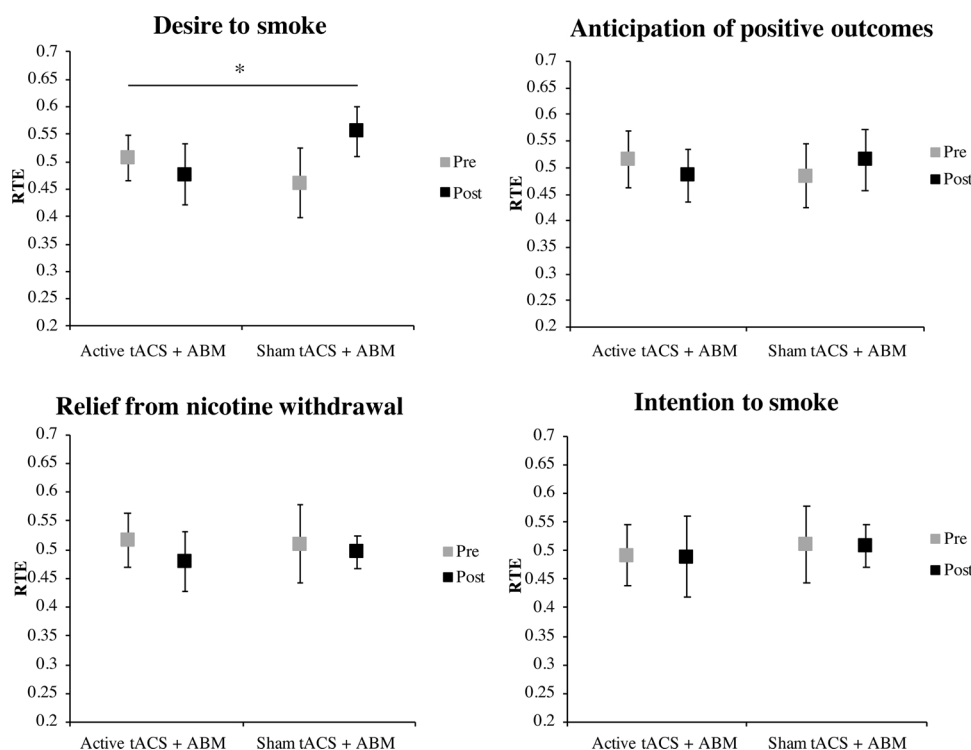 Desire to smoke
0.7
0.65
0.6
0.55
0.5
0.45
0.4
0.35
0.3
0.25
0.2
RTE
*
Pre
Post
Active tACS + ABM
Sham tACS + ABM
Anticipation of positive outcomes
0.7
0.65
0.6
0.55
0.5
0.45
0.4
0.35
0.3
0.25
0.2
RTE
Pre
Post
Active tACS + ABM
Sham tACS + ABM
Relief from nicotine withdrawal
0.7
0.65
0.6
0.55
0.5
0.45
0.4
0.35
0.3
0.25
0.2
RTE
Pre
Post
Active tACS + ABM
Sham tACS + ABM
Intention to smoke
0.7
0.65
0.6
0.55
0.5
0.45
0.4
0.35
0.3
0.25
0.2
RTE
Pre
Post
Active tACS + ABM
Sham tACS + ABM